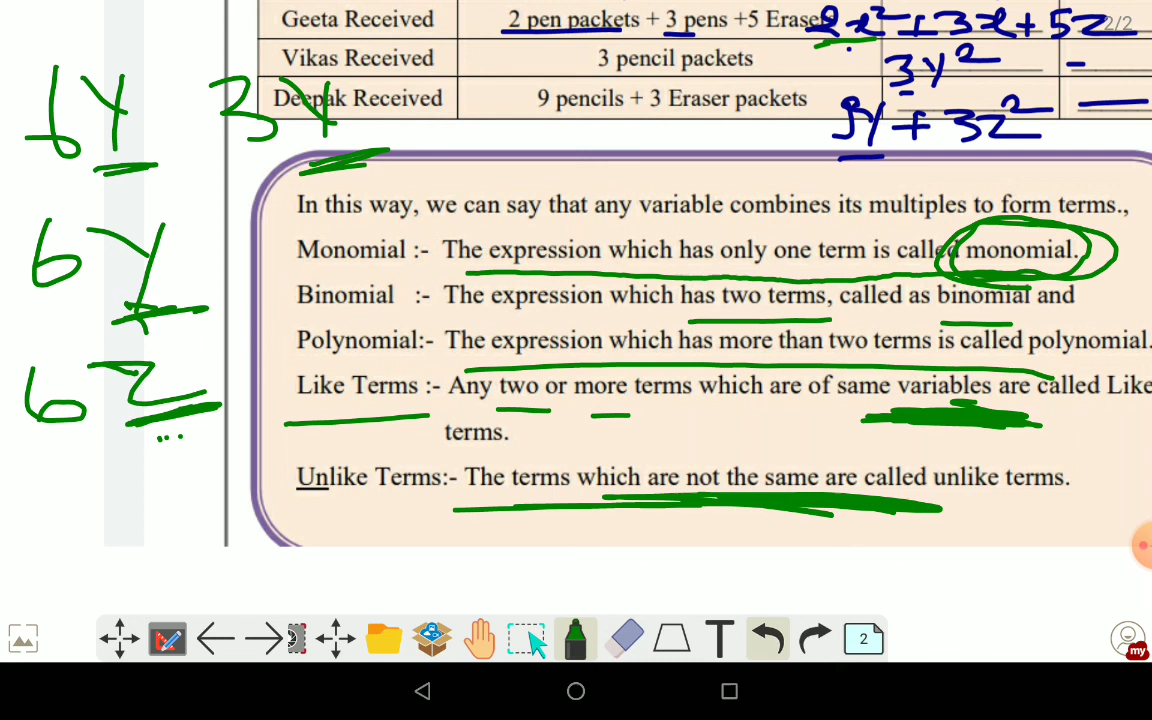 Geeta Received 2 pen packets + 3 pens +5 Erasers 2x² + 3x + 5z 2/2
Vikas Received 3 pencil packets 3y² -
Deepak Received 9 pencils + 3 Eraser packets 9y + 3z²
6y 3y
In this way, we can say that any variable combines its multiples to form terms.,
Monomial :- The expression which has only one term is called monomial.
6y
Binomial :- The expression which has two terms, called as binomial and
Polynomial:- The expression which has more than two terms is called polynomial.
6z
Like Terms :- Any two or more terms which are of same variables are called Like
terms.
Unlike Terms:- The terms which are not the same are called unlike terms.
T 2
my